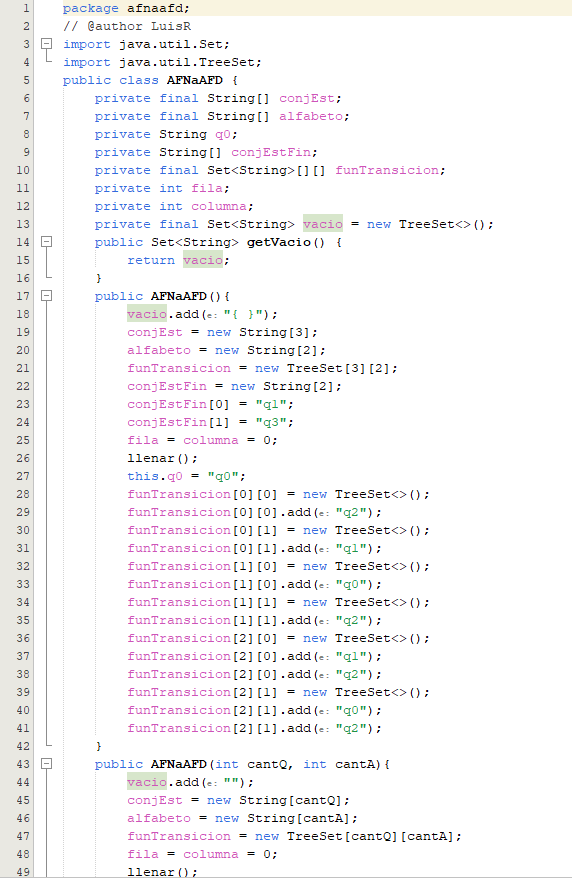 1 package afnaafd;
2 // @author LuisR
3 import java.util.Set;
4 import java.util.TreeSet;
5 public class AFNaAFD {
6 private final String[] conjEst;
7 private final String[] alfabeto;
8 private String q0;
9 private String[] conjEstFin;
10 private final Set<String>[][] funTransicion;
11 private int fila;
12 private int columna;
13 private final Set<String> vacio = new TreeSet<>();
14 public Set<String> getVacio() {
15 return vacio;
16 }
17 public AFNaAFD(){
18 vacio.add(e: "{ }");
19 conjEst = new String[3];
20 alfabeto = new String[2];
21 funTransicion = new TreeSet[3][2];
22 conjEstFin = new String[2];
23 conjEstFin[0] = "q1";
24 conjEstFin[1] = "q3";
25 fila = columna = 0;
26 llenar();
27 this.q0 = "q0";
28 funTransicion[0][0] = new TreeSet<>();
29 funTransicion[0][0].add(e: "q2");
30 funTransicion[0][1] = new TreeSet<>();
31 funTransicion[0][1].add(e: "q1");
32 funTransicion[1][0] = new TreeSet<>();
33 funTransicion[1][0].add(e: "q0");
34 funTransicion[1][1] = new TreeSet<>();
35 funTransicion[1][1].add(e: "q2");
36 funTransicion[2][0] = new TreeSet<>();
37 funTransicion[2][0].add(e: "q1");
38 funTransicion[2][0].add(e: "q2");
39 funTransicion[2][1] = new TreeSet<>();
40 funTransicion[2][1].add(e: "q0");
41 funTransicion[2][1].add(e: "q2");
42 }
43 public AFNaAFD(int cantQ, int cantA){
44 vacio.add(e: "");
45 conjEst = new String[cantQ];
46 alfabeto = new String[cantA];
47 funTransicion = new TreeSet[cantQ][cantA];
48 fila = columna = 0;
49 llenar();